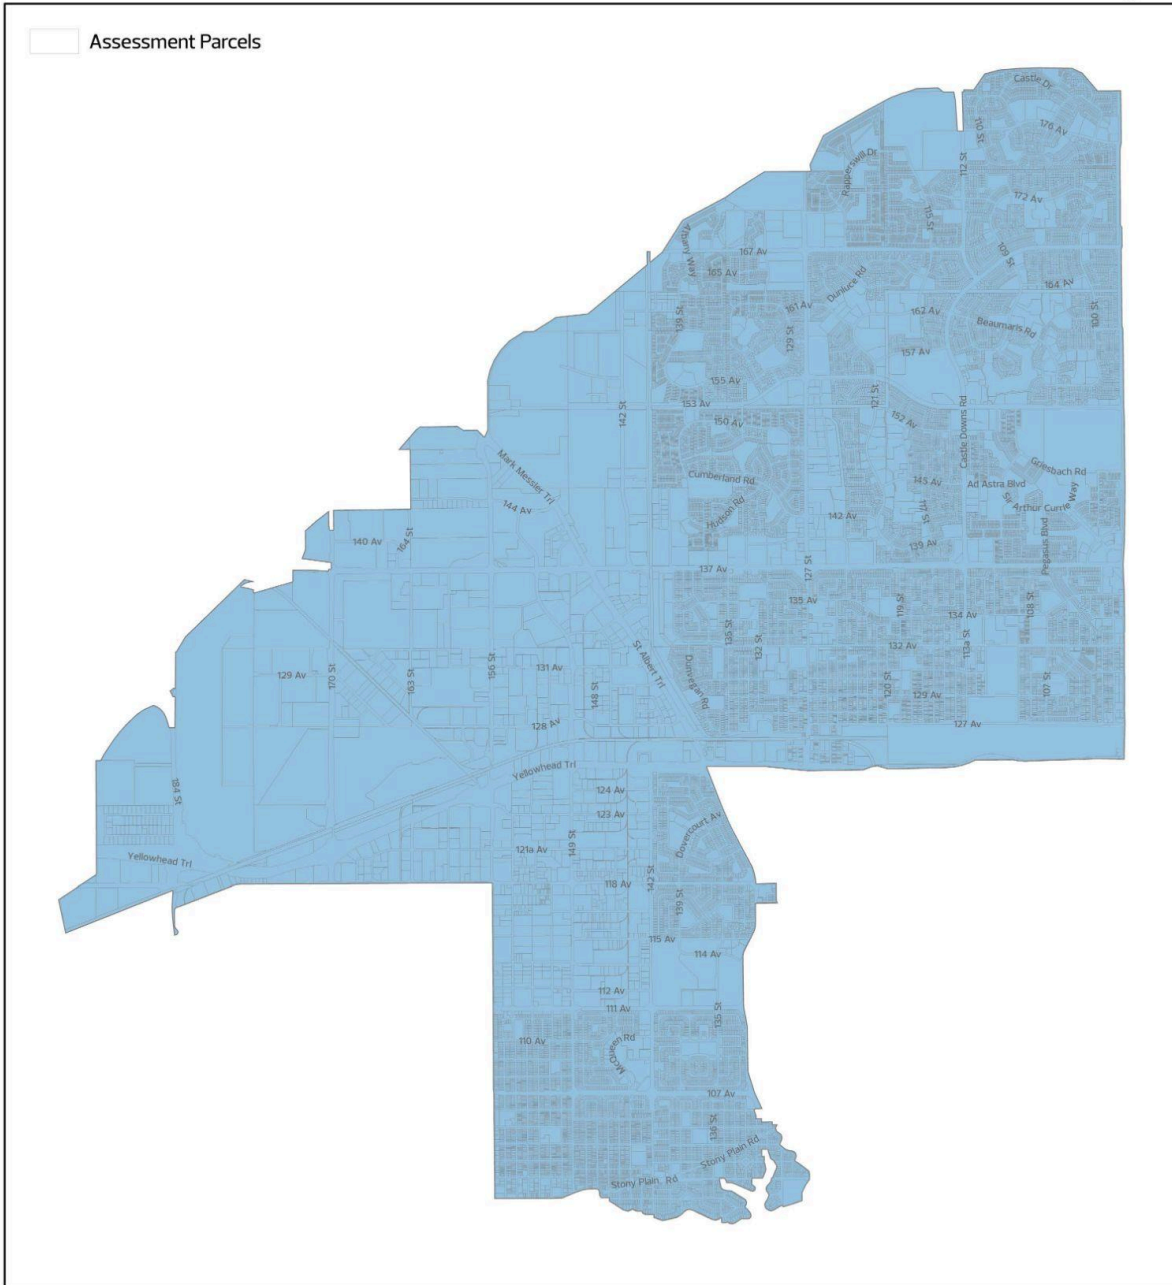 Assessment Parcels
Castle Dr
110 St
176 Av
112 St
Rapperswill Dr
172 Av
115 St
Albany Way
167 Av
109 St
165 Av
Dunluce Rd
164 Av
139 St
161 Av
162 Av
100 St
Beaumaris Rd
129 St
157 Av
155 Av
121 St
153 Av
142 St
150 Av
152 Av
Castle Downs Rd
Mark Messier Trl
Cumberland Rd
Griesbach Rd
145 Av
Ad Astra Blvd
144 Av
Hudson Rd
142 Av
117 St
Sir Arthur Currie Way
140 Av
164 St
139 Av
Pegasus Blvd
137 Av
127 St
135 Av
119 St
134 Av
108 St
135 St
132 St
132 Av
113a St
St Albert Trl
129 Av
170 St
163 St
156 St
131 Av
148 St
Dunvegan Rd
120 St
129 Av
107 St
128 Av
127 Av
Yellowhead Trl
184 St
124 Av
123 Av
Dovercourt Av
149 St
121a Av
Yellowhead Trl
142 St
118 Av
139 St
115 Av
114 Av
112 Av
111 Av
135 St
110 Av
McQueen Rd
107 Av
136 St
Stony Plain Rd
Stony Plain Rd